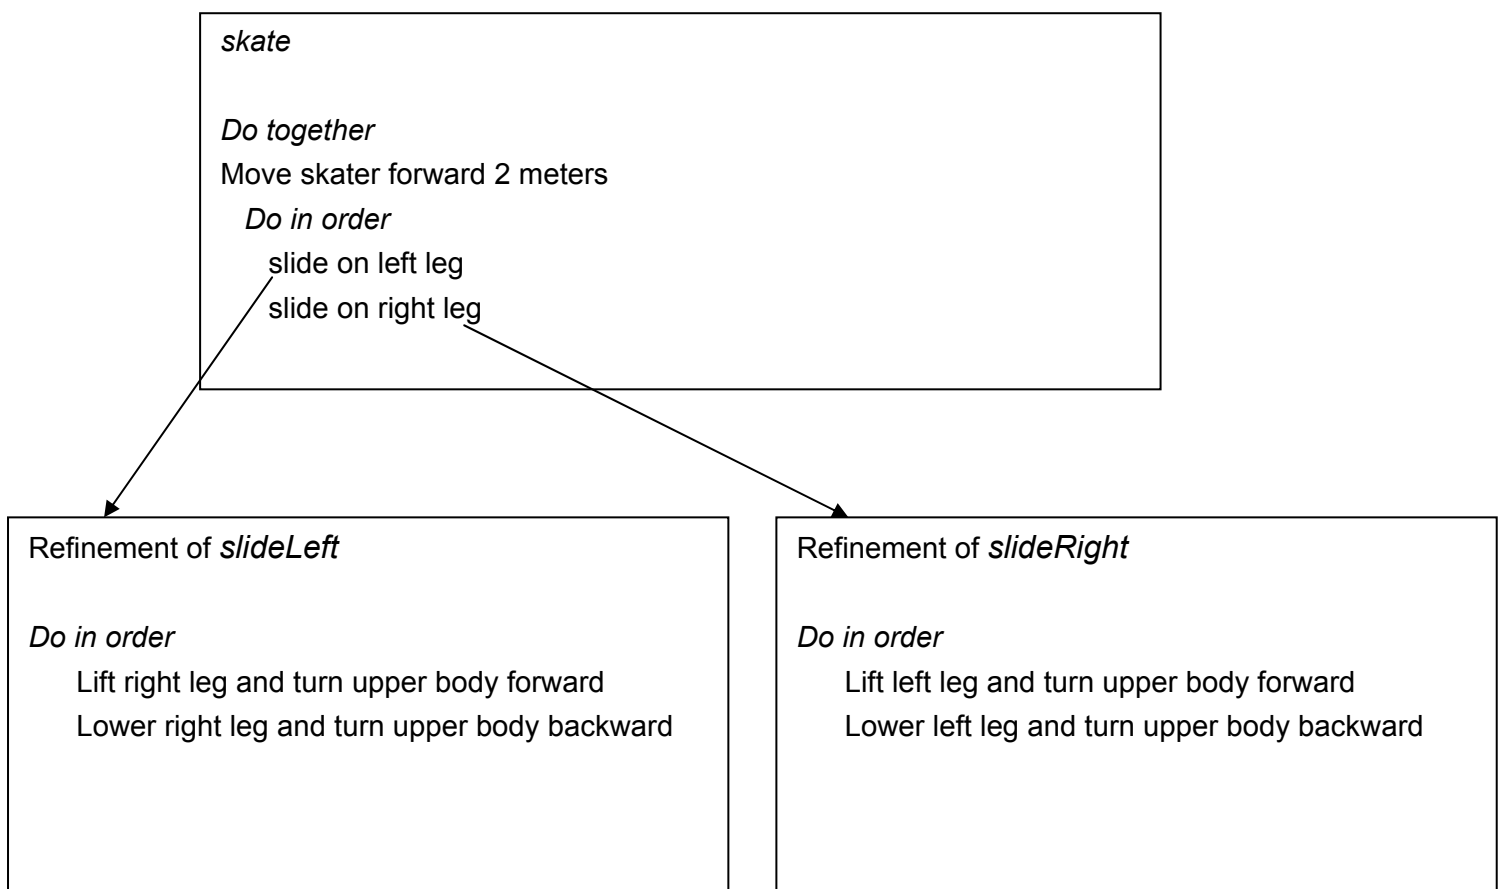 skate
Do together
Move skater forward 2 meters
Do in order
slide on left leg
slide on right leg
Refinement of slideLeft
Do in order
Lift right leg and turn upper body forward
Lower right leg and turn upper body backward
Refinement of slideRight
Do in order
Lift left leg and turn upper body forward
Lower left leg and turn upper body backward